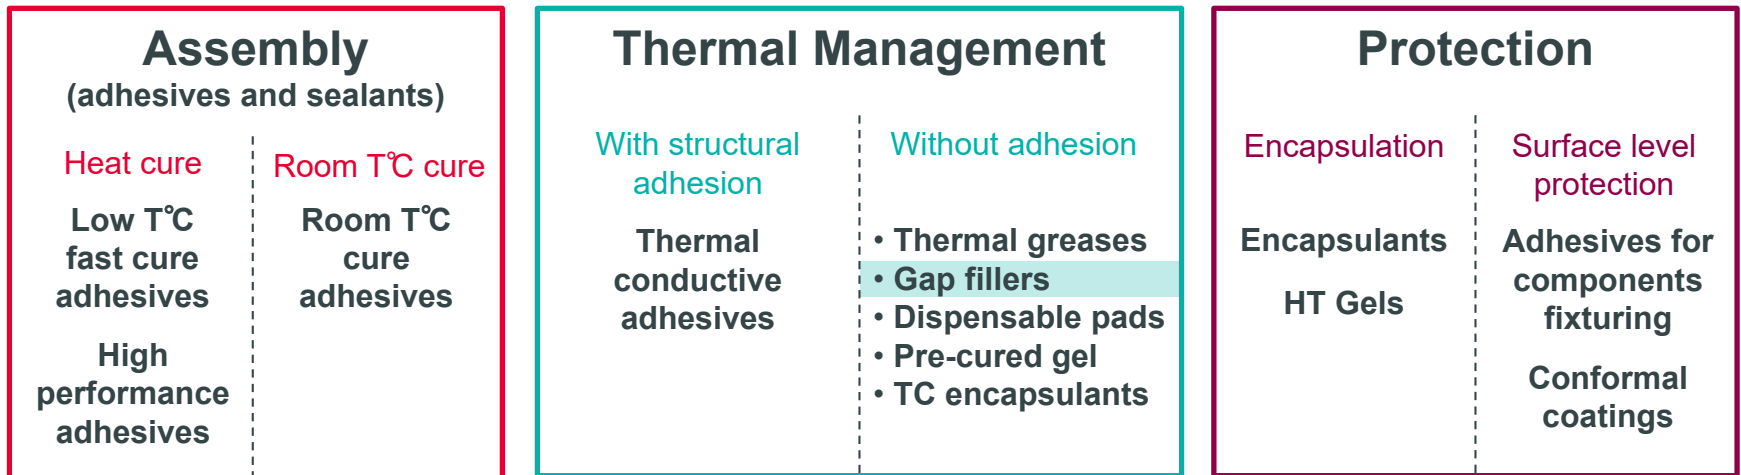 Assembly
(adhesives and sealants)
Heat cure
Low T℃
fast cure
adhesives
High
performance
adhesives
Room T℃ cure
Room T℃
cure
adhesives
Thermal Management
With structural
adhesion
Thermal
conductive
adhesives
Without adhesion
• Thermal greases
• Gap fillers
• Dispensable pads
• Pre-cured gel
• TC encapsulants
Protection
Encapsulation
Encapsulants
HT Gels
Surface level
protection
Adhesives for
components
fixturing
Conformal
coatings